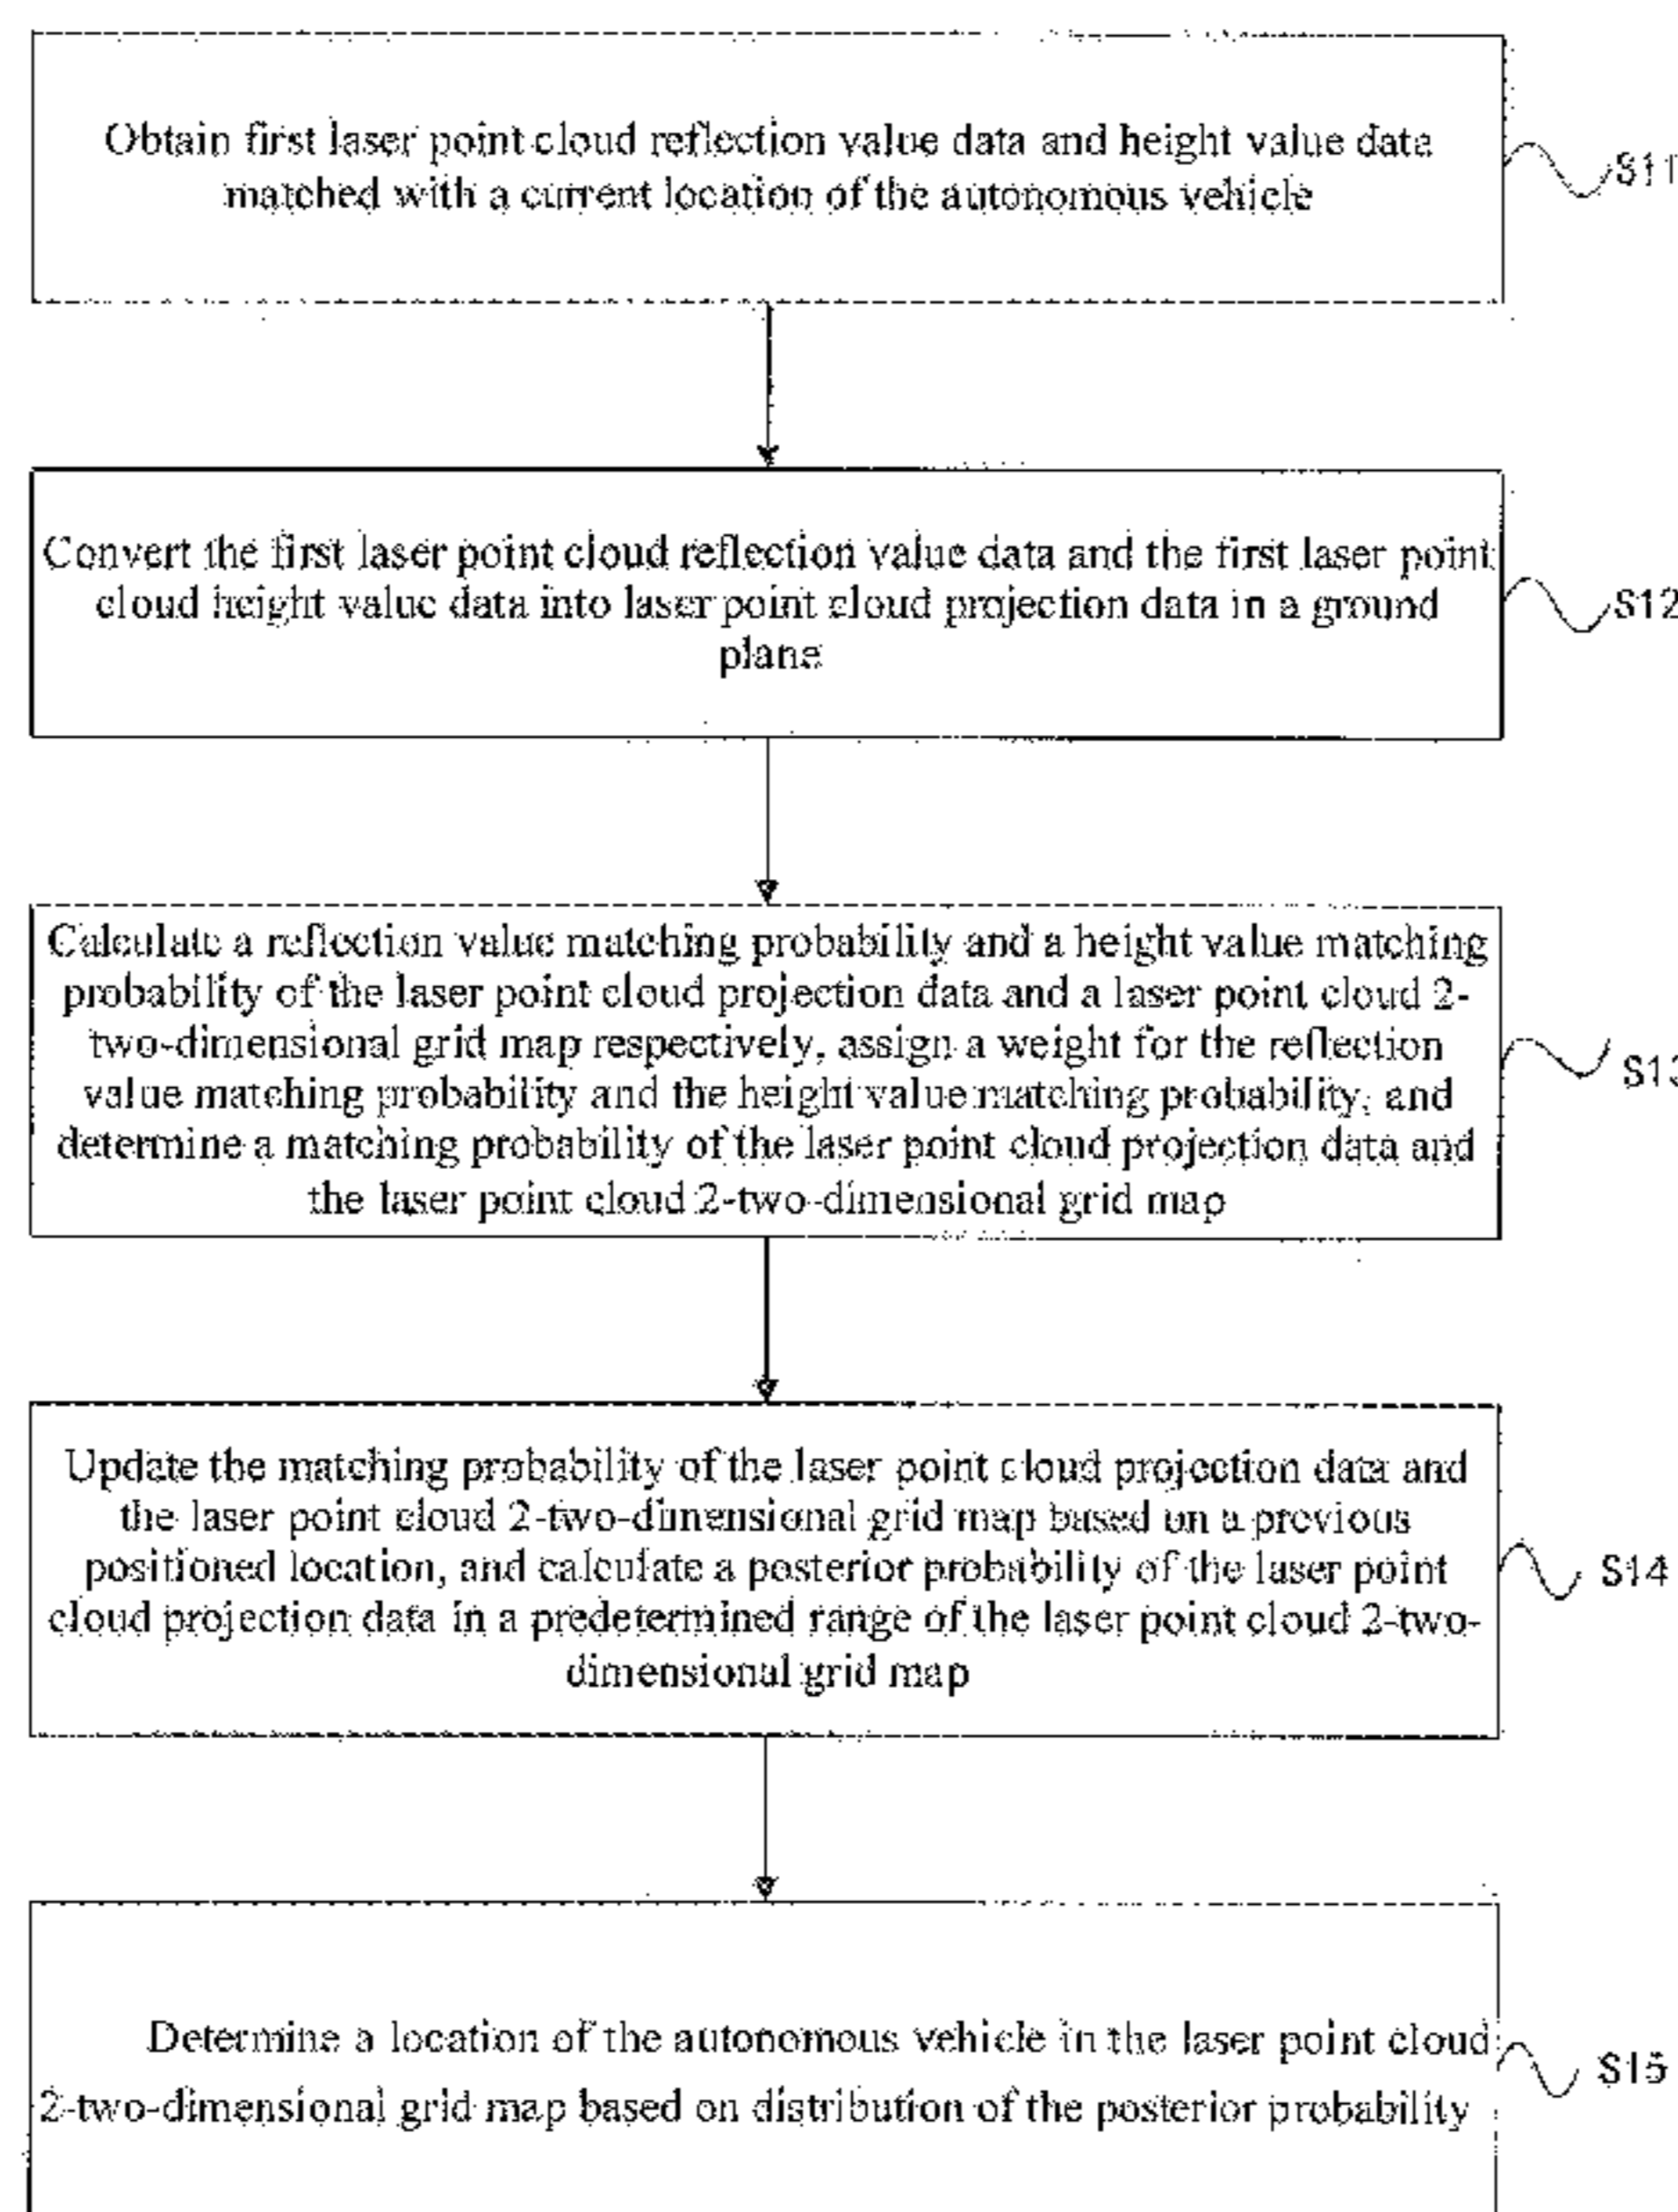 Obtain first laser point cloud reflection value data and height value data
matched with a current location of the autonomous vehicle
S11
Convert the first laser point cloud reflection value data and the first laser point
cloud height value data into laser point cloud projection data in a ground
plane
S12
Calculate a reflection value matching probability and a height value matching
probability of the laser point cloud projection data and a laser point cloud 2-
two-dimensional grid map respectively, assign a weight for the reflection
value matching probability and the height value matching probability, and
determine a matching probability of the laser point cloud projection data and
the laser point cloud 2-two-dimensional grid map
S13
Update the matching probability of the laser point cloud projection data and
the laser point cloud 2-two-dimensional grid map based on a previous
positioned location, and calculate a posterior probability of the laser point
cloud projection data in a predetermined range of the laser point cloud 2-two-
dimensional grid map
S14
Determine a location of the autonomous vehicle in the laser point cloud
2-two-dimensional grid map based on distribution of the posterior probability
S15